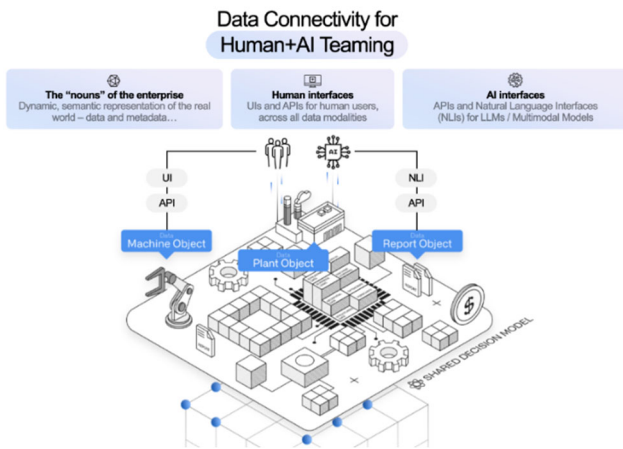 Data Connectivity for
Human+AI Teaming
The “nouns” of the enterprise
Dynamic, semantic representation of the real
world – data and metadata…
Human interfaces
UIs and APIs for human users,
across all data modalities
AI interfaces
APIs and Natural Language Interfaces
(NLIs) for LLMs / Multimodal Models
AI
UI
API
NLI
API
Data
Machine Object
Data
Plant Object
Data
Report Object
$
SHARED DECISION MODEL